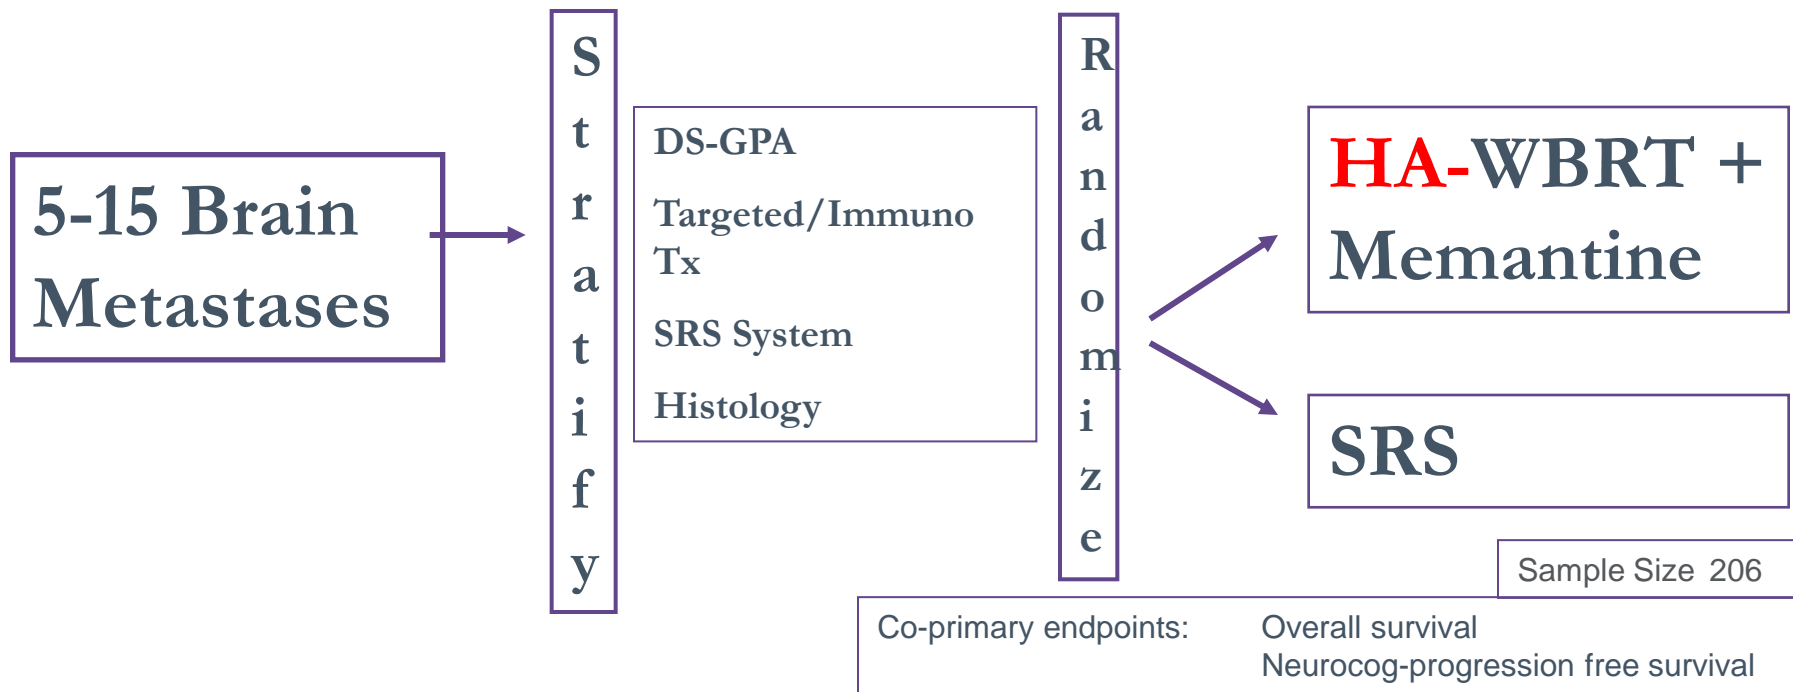 5-15 Brain
Metastases
Stratify
DS-GPA
Targeted/Immuno
Tx
SRS System
Histology
Randomize
HA-WBRT +
Memantine
SRS
Sample Size 206
Co-primary endpoints: Overall survival
Neurocog-progression free survival